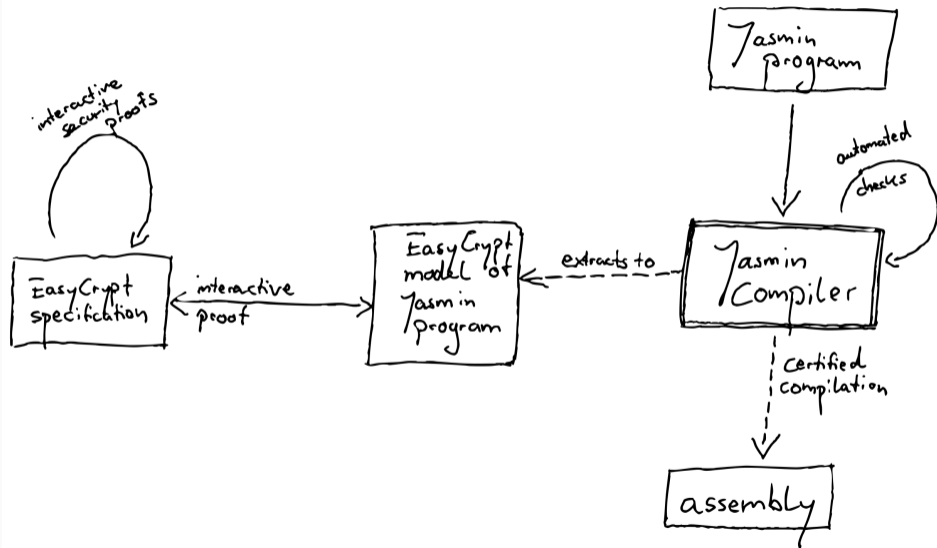 Jasmin
program
interactive
security
proofs
automated
checks
EasyCrypt
model of
Jasmin
program
extracts to
Jasmin
Compiler
EasyCrypt
specification
interactive
proof
certified
compilation
assembly